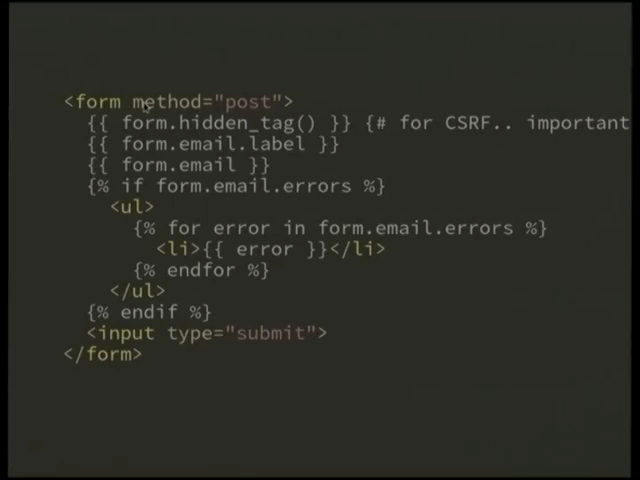 <form method="post">
{{ form.hidden_tag() }} {# for CSRF.. important
{{ form.email.label }}
{{ form.email }}
{% if form.email.errors %}
<ul>
{% for error in form.email.errors %}
<li>{{ error }}</li>
{% endfor %}
</ul>
{% endif %}
<input type="submit">
</form>